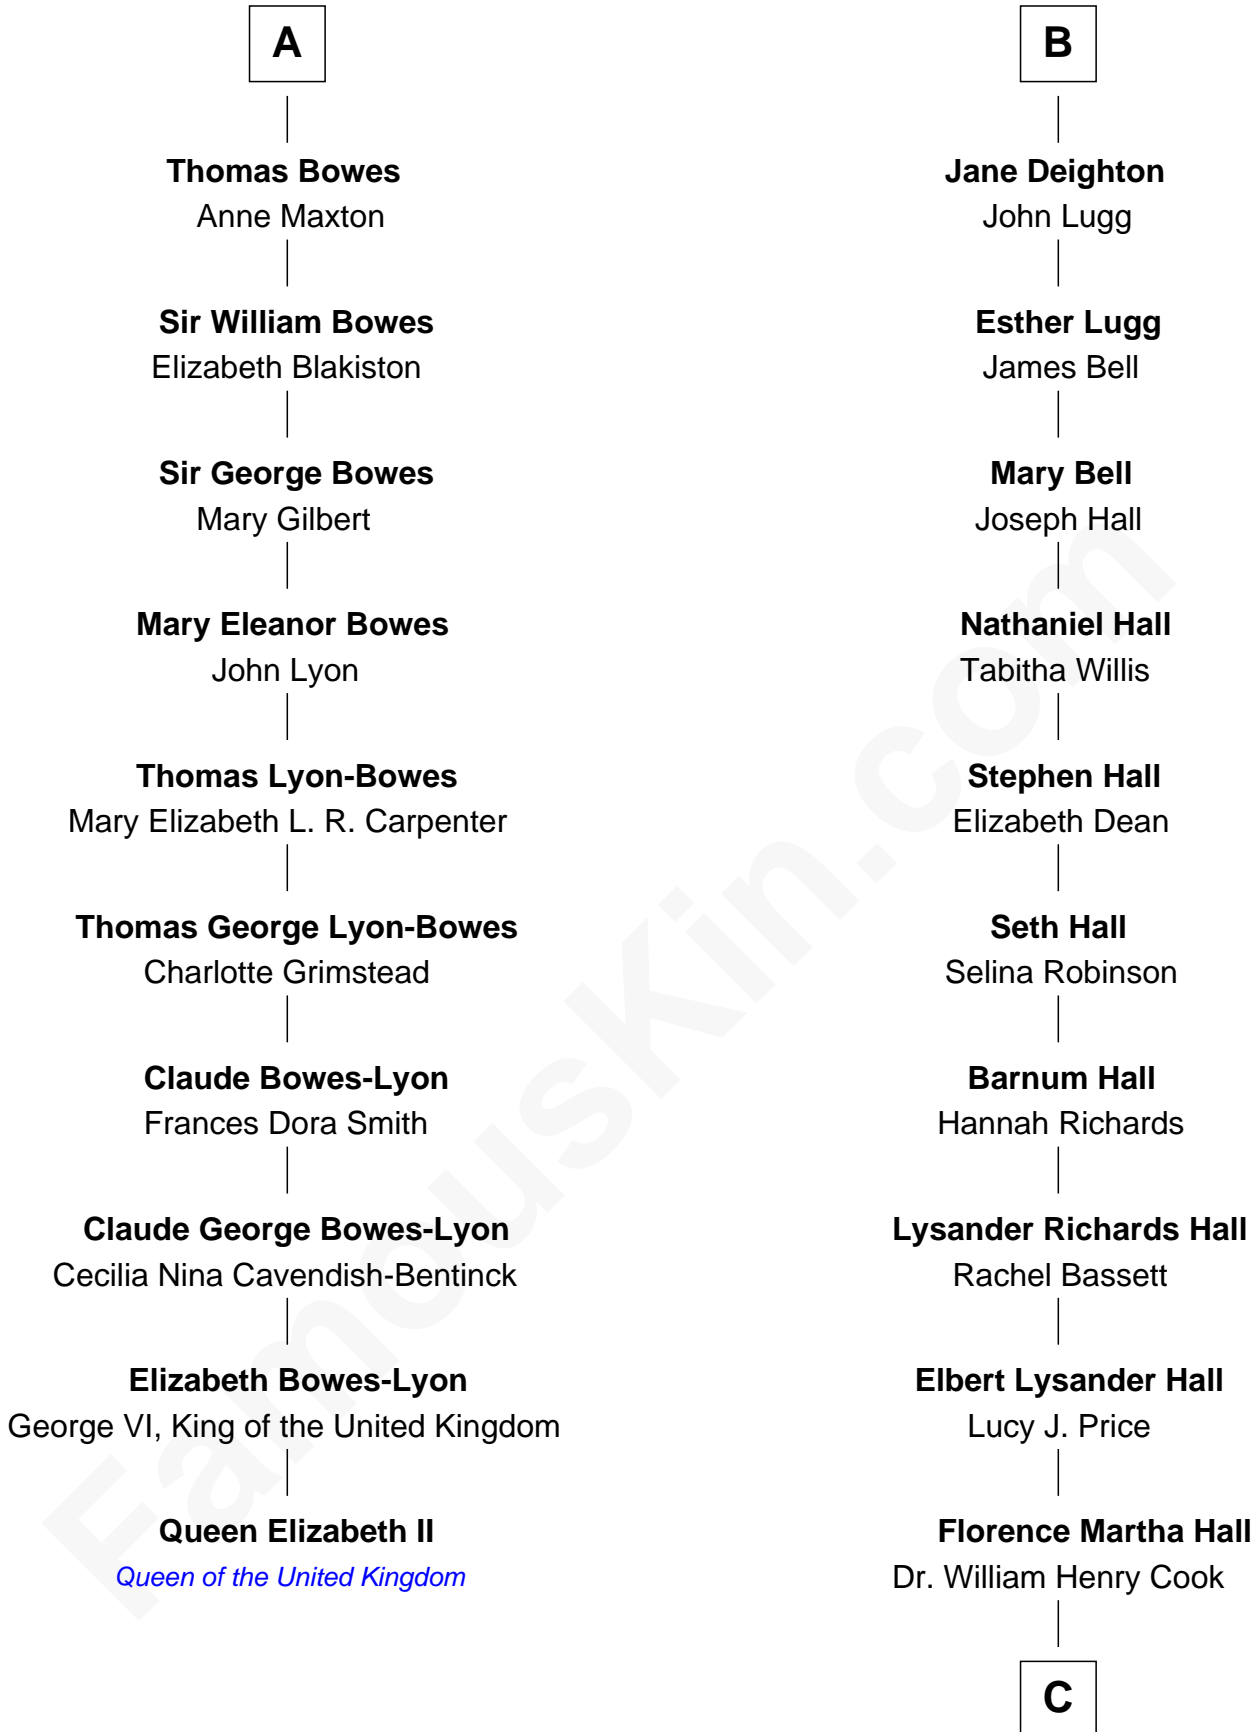 A
Thomas Bowes
Anne Maxton
Sir William Bowes
Elizabeth Blakiston
Sir George Bowes
Mary Gilbert
Mary Eleanor Bowes
John Lyon
Thomas Lyon-Bowes
Mary Elizabeth L. R. Carpenter
Thomas George Lyon-Bowes
Charlotte Grimstead
Claude Bowes-Lyon
Frances Dora Smith
Claude George Bowes-Lyon
Cecilia Nina Cavendish-Bentinck
Elizabeth Bowes-Lyon
George VI, King of the United Kingdom
Queen Elizabeth II
Queen of the United Kingdom
B
Jane Deighton
John Lugg
Esther Lugg
James Bell
Mary Bell
Joseph Hall
Nathaniel Hall
Tabitha Willis
Stephen Hall
Elizabeth Dean
Seth Hall
Selina Robinson
Barnum Hall
Hannah Richards
Lysander Richards Hall
Rachel Bassett
Elbert Lysander Hall
Lucy J. Price
Florence Martha Hall
Dr. William Henry Cook
C
FamousKin.com